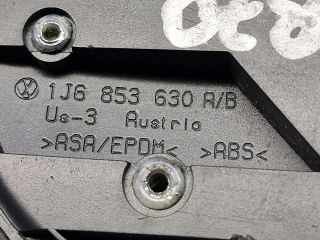 1J6 853 630 A/B
Us-3 Austria
>ASA/EPDM< >ABS<